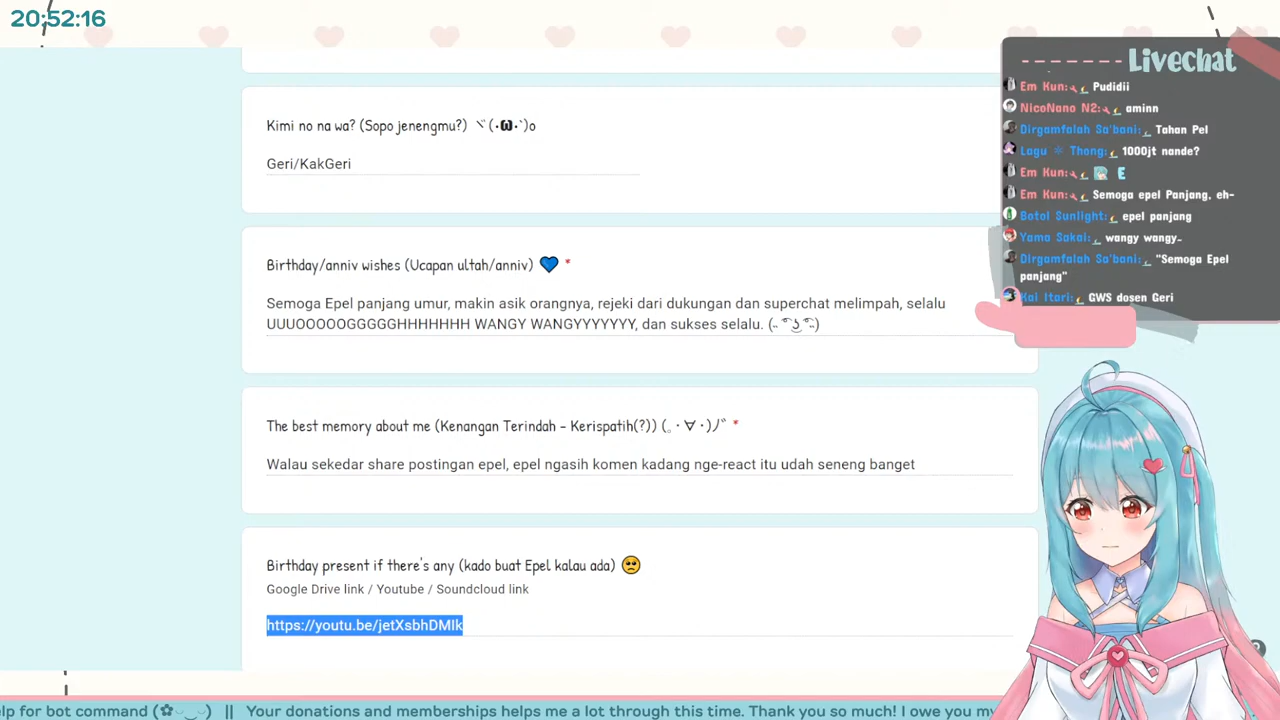 20:52:16
Kimi no na wa? (Sopo jenengmu?) ヾ(･ω･`)o
Geri/KakGeri
Birthday/anniv wishes (Ucapan ultah/anniv) 💙 *
Semoga Epel panjang umur, makin asik orangnya, rejeki dari dukungan dan superchat melimpah, selalu
UUUOOOOOGGGGGHHHHHHH WANGY WANGYYYYYYY, dan sukses selalu. (˵ ͡° ͜ʖ ͡°˵)
The best memory about me (Kenangan Terindah - Kerispatih(?)) (｡･∀･)ﾉﾞ *
Walau sekedar share postingan epel, epel ngasih komen kadang nge-react itu udah seneng banget
Birthday present if there's any (kado buat Epel kalau ada) 🥺
Google Drive link / Youtube / Soundcloud link
https://youtu.be/jetXsbhDMIk
Livechat
Em Kun: Pudidii
NicoNano N2: aminn
Dirgamfalah Sa'bani: Tahan Pel
Lagu ✻ Thong: 1000jt nande?
Em Kun: E
Em Kun: Semoga epel Panjang, eh-
Botol Sunlight: epel panjang
Yama Sakai: wangy wangy~
Dirgamfalah Sa'bani: "Semoga Epel
panjang"
Kai Itari: GWS dosen Geri
elp for bot command (✿◡‿◡) || Your donations and memberships helps me a lot through this time. Thank you so much! I owe you my